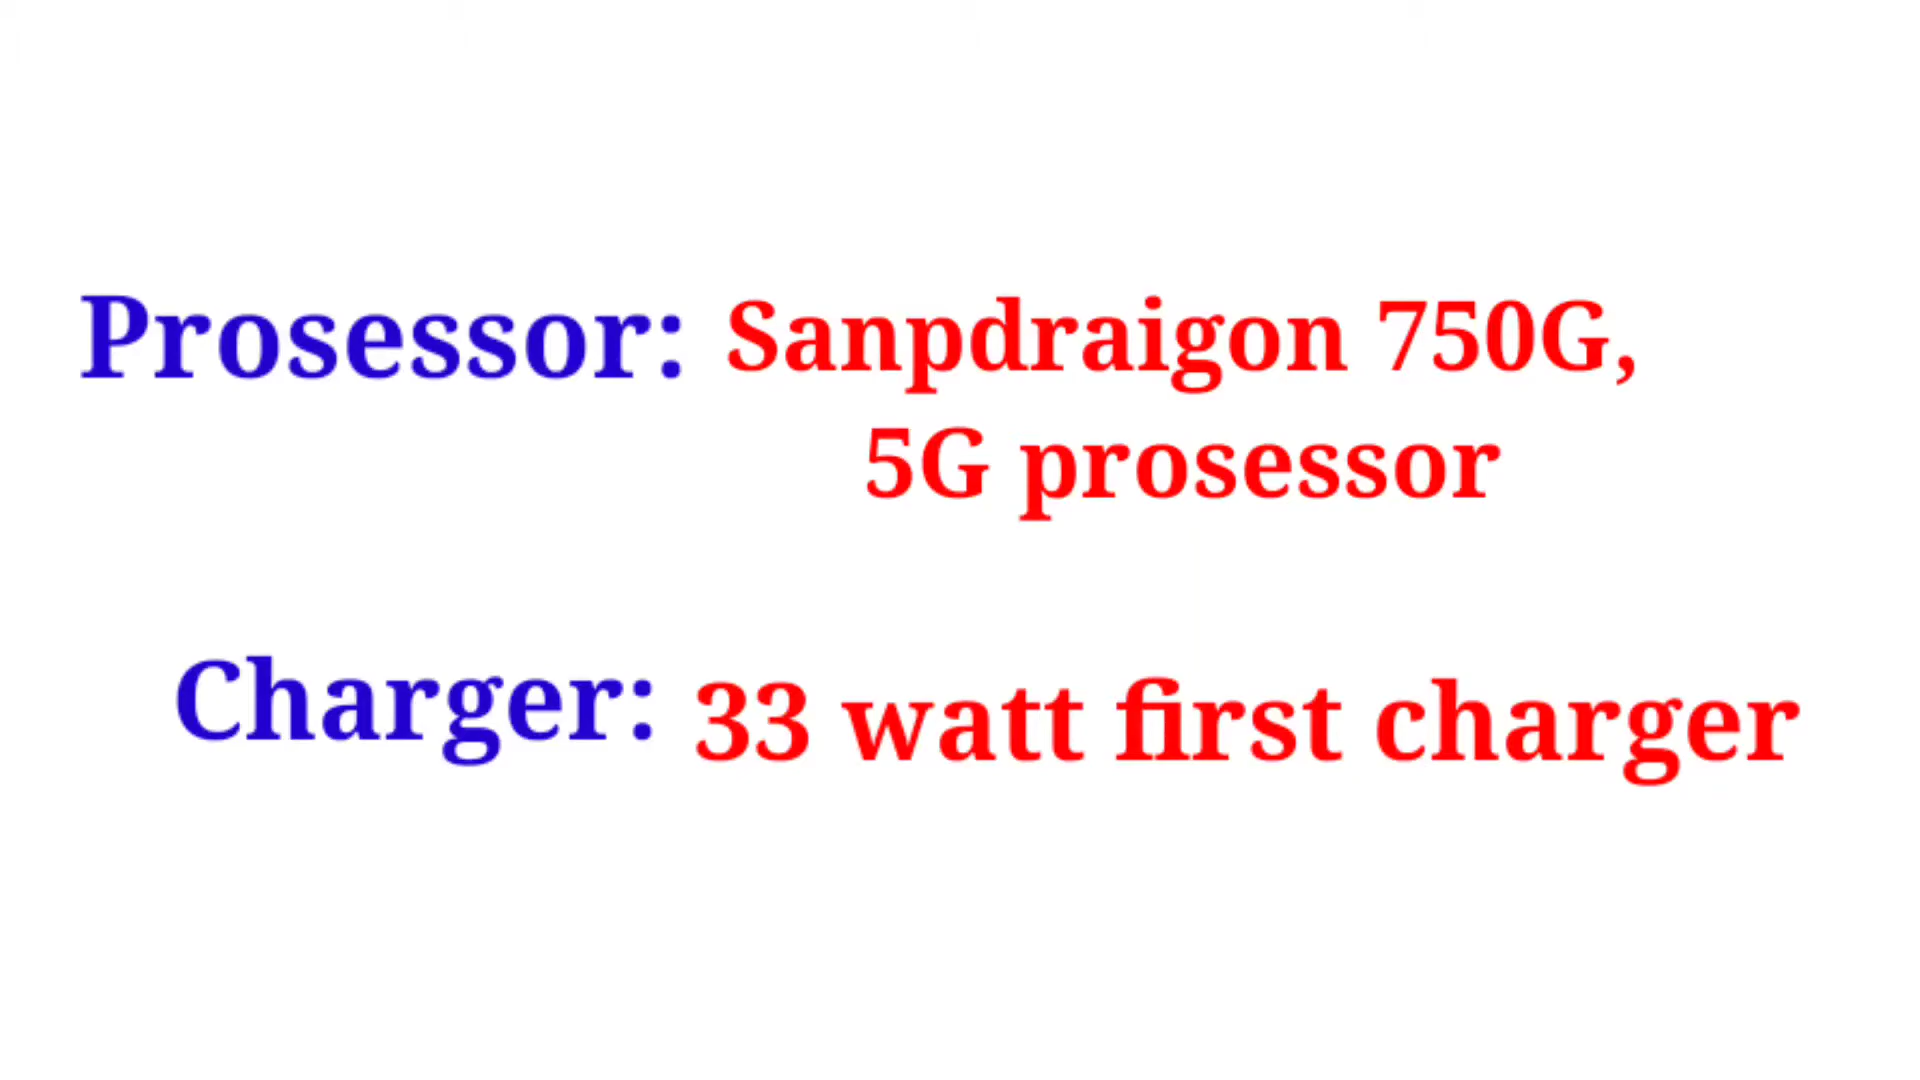 Prosessor: Sanpdraigon 750G,
5G prosessor
Charger: 33 watt first charger